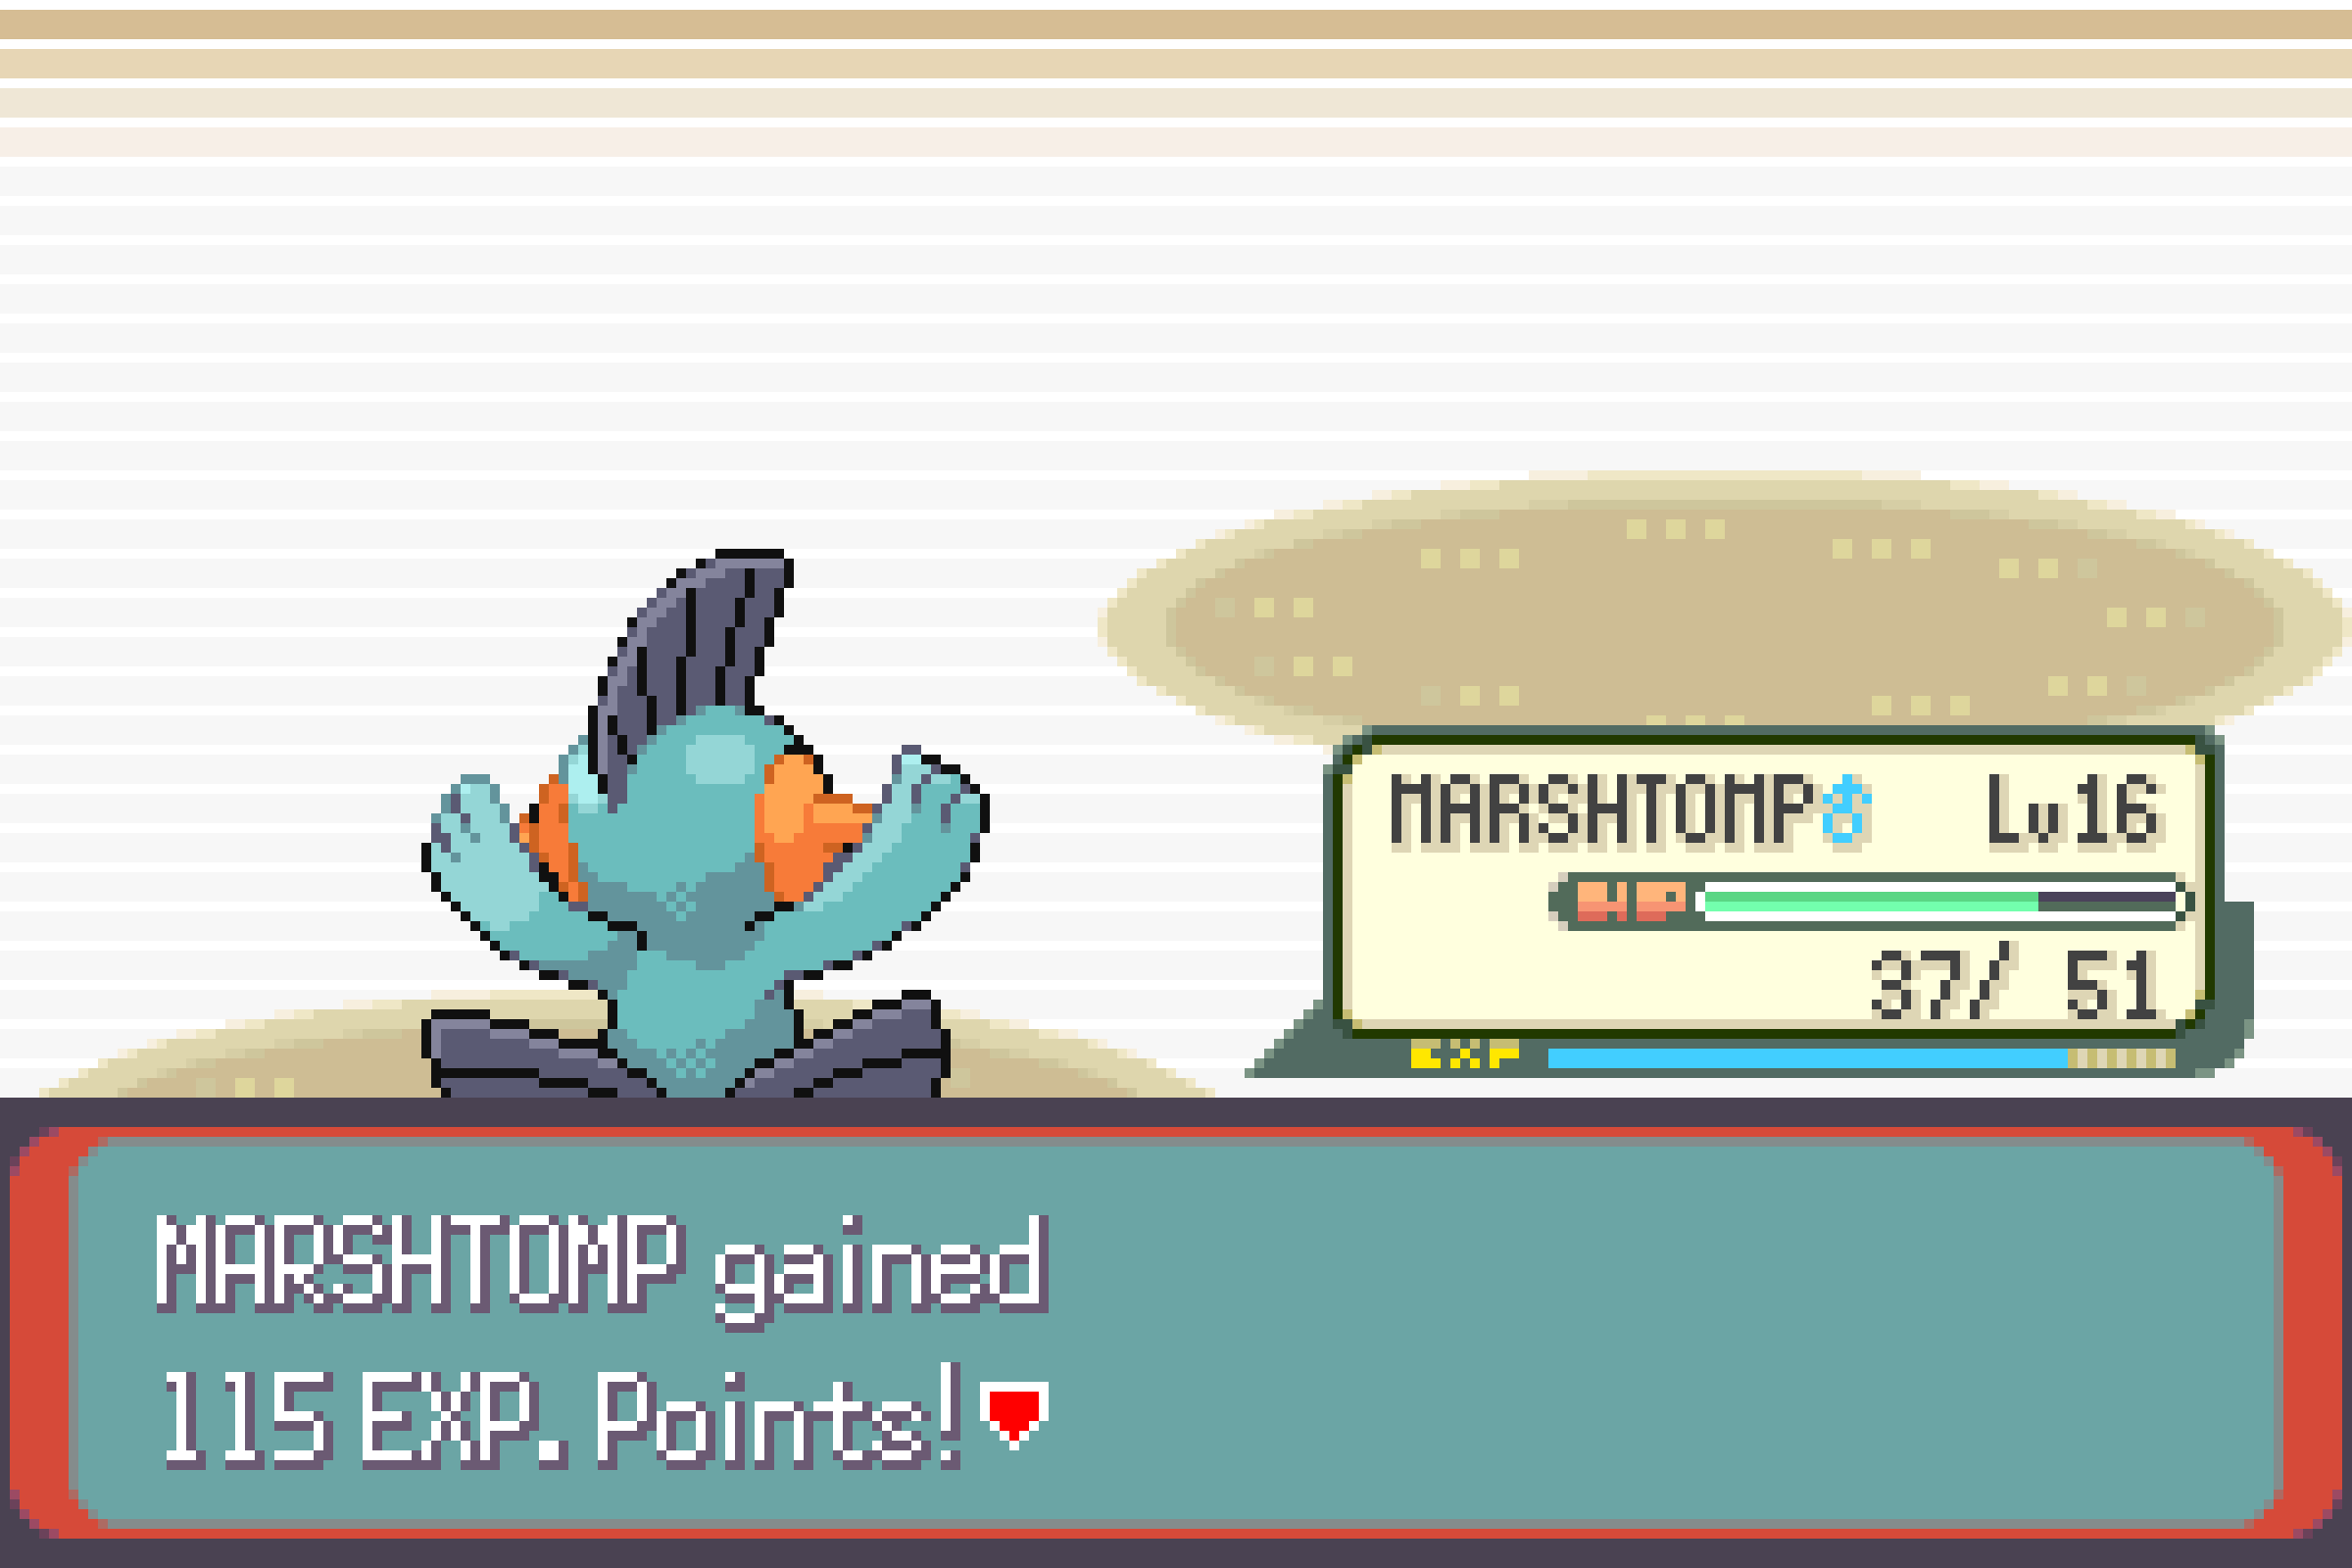 MARSHTOMP♂ Lv16
HP
37/ 51
EXP
MARSHTOMP gained
115 EXP. Points!